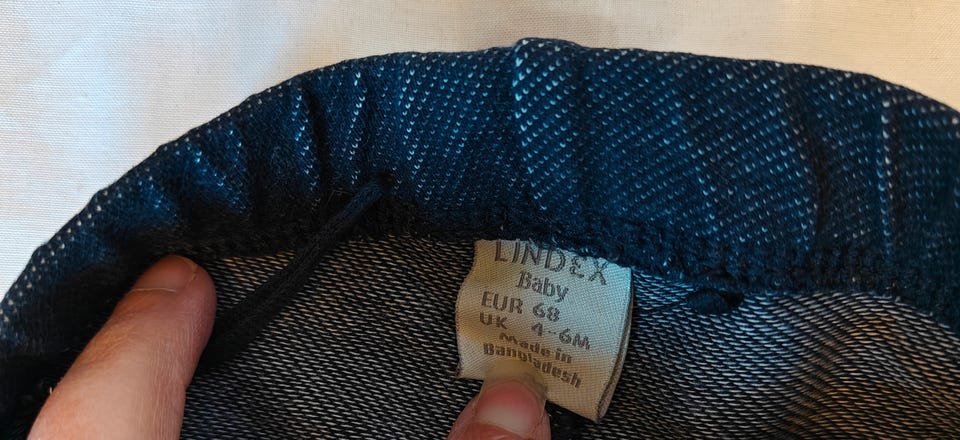 LINDEX
Baby
EUR 68
UK 4-6M
Made in
Bangladesh